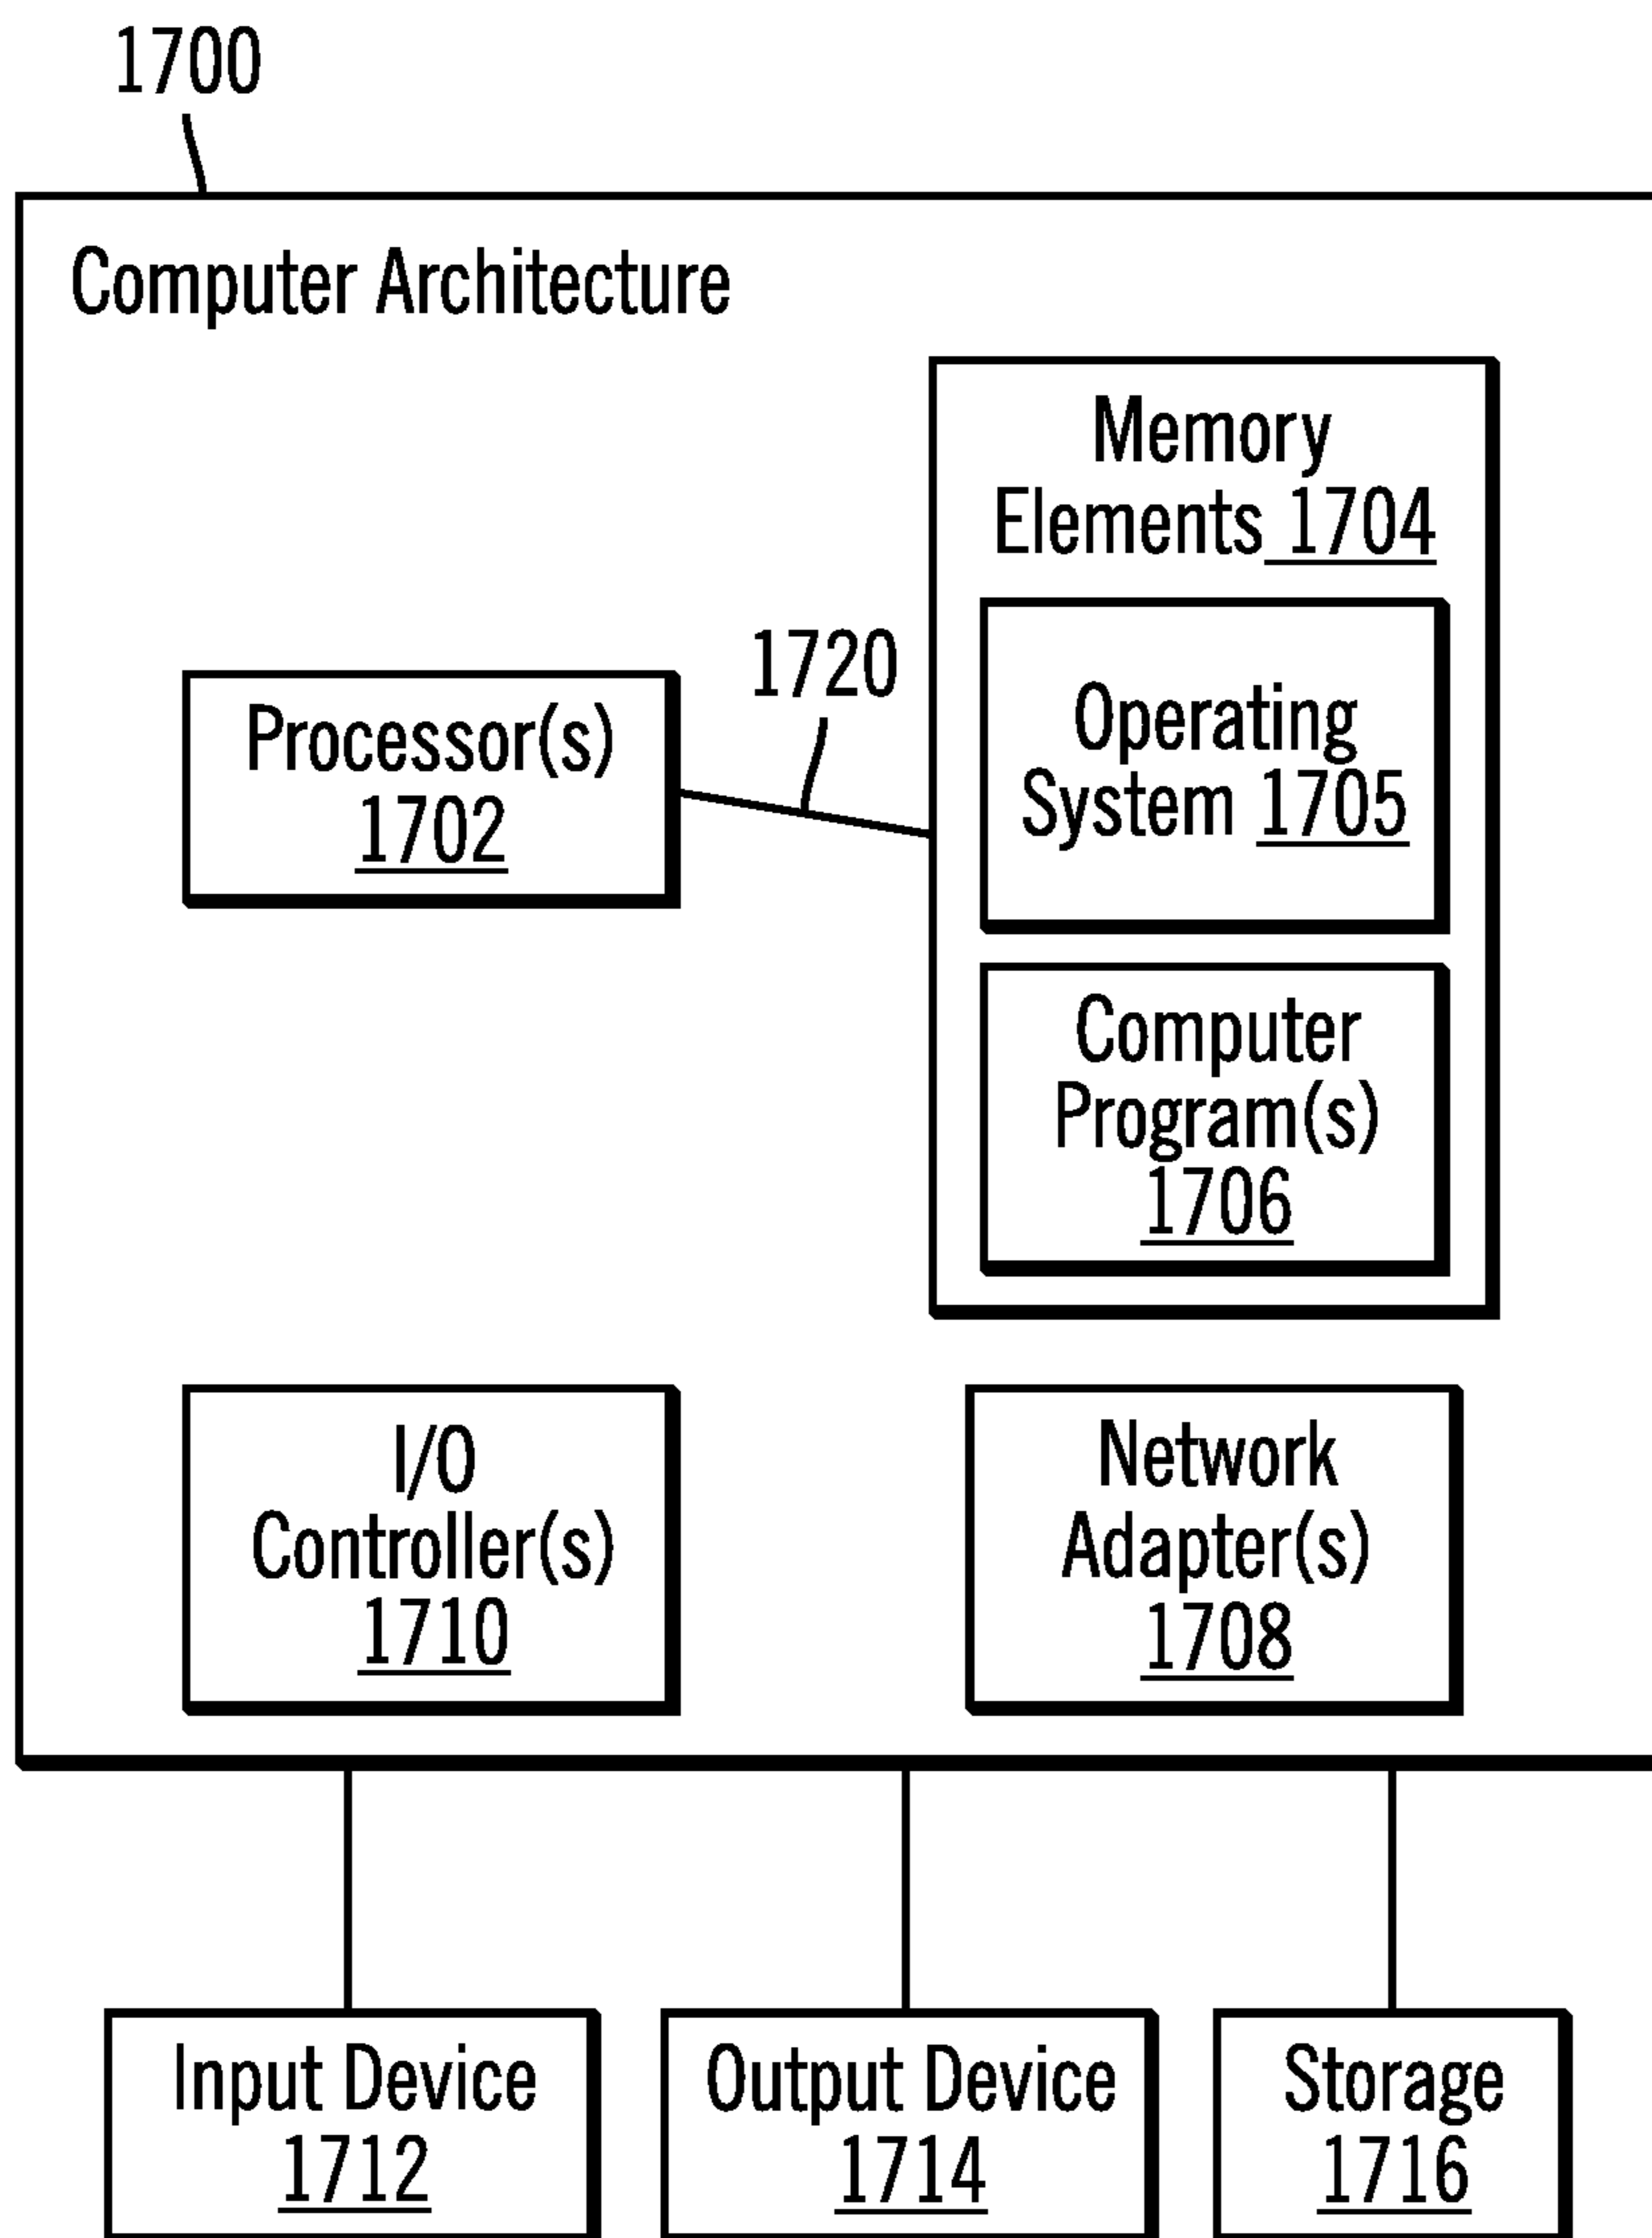 1700
Computer Architecture
Memory
Elements 1704
1720
Operating
System 1705
Processor(s)
1702
Computer
Program(s)
1706
I/O
Controller(s)
1710
Network
Adapter(s)
1708
Input Device
1712
Output Device
1714
Storage
1716